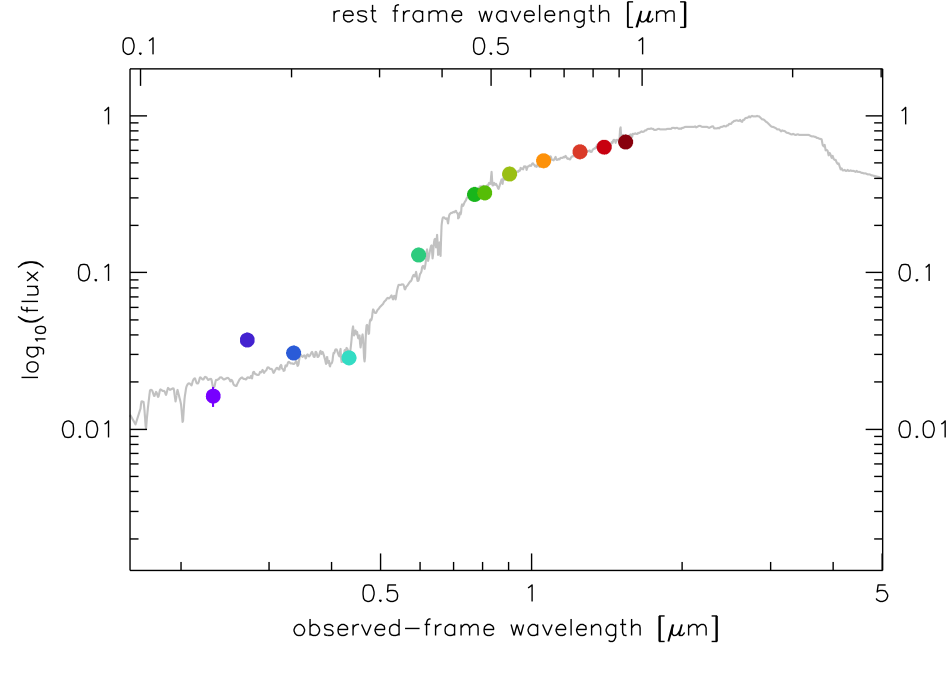 rest frame wavelength [μm]
0.1 0.5 1
1 1
0.1 0.1
0.01 0.01
log10(flux)
0.5 1 5
observed-frame wavelength [μm]